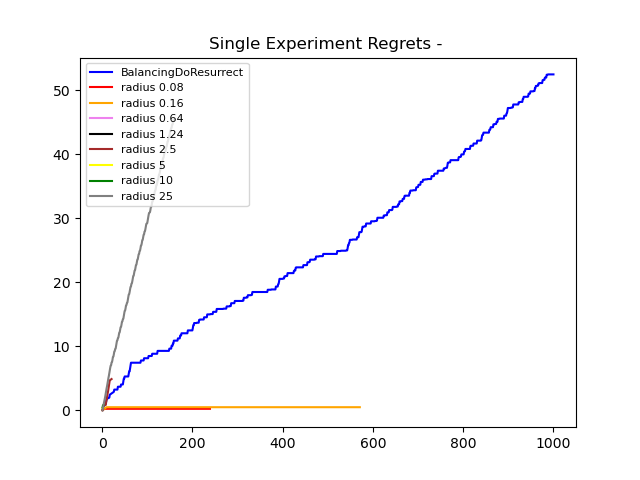 Single Experiment Regrets -
BalancingDoResurrect
radius 0.08
radius 0.16
radius 0.64
radius 1.24
radius 2.5
radius 5
radius 10
radius 25
50
40
30
20
10
0
0 200 400 600 800 1000